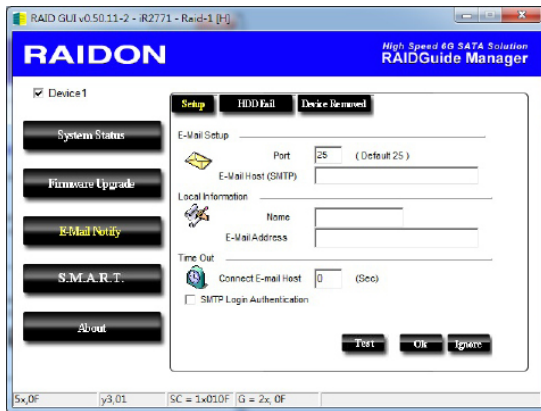 RAID GUI v0.50.11-2 - iR2771 - Raid-1 [H]
RAIDON
High Speed 6G SATA Solution
RAIDGuide Manager
Device1
Setup HDD Fail Device Removed
System Status
Firmware Upgrade
E-Mail Notify
S.M.A.R.T.
About
E-Mail Setup
Port 25 ( Default 25 )
E-Mail Host (SMTP)
Local Information
Name
E-Mail Address
Time Out
Connect E-mail Host 0 (Sec)
SMTP Login Authentication
Test Ok Ignore
Sx,0F y3,01 SC = 1x010F G = 2x, 0F